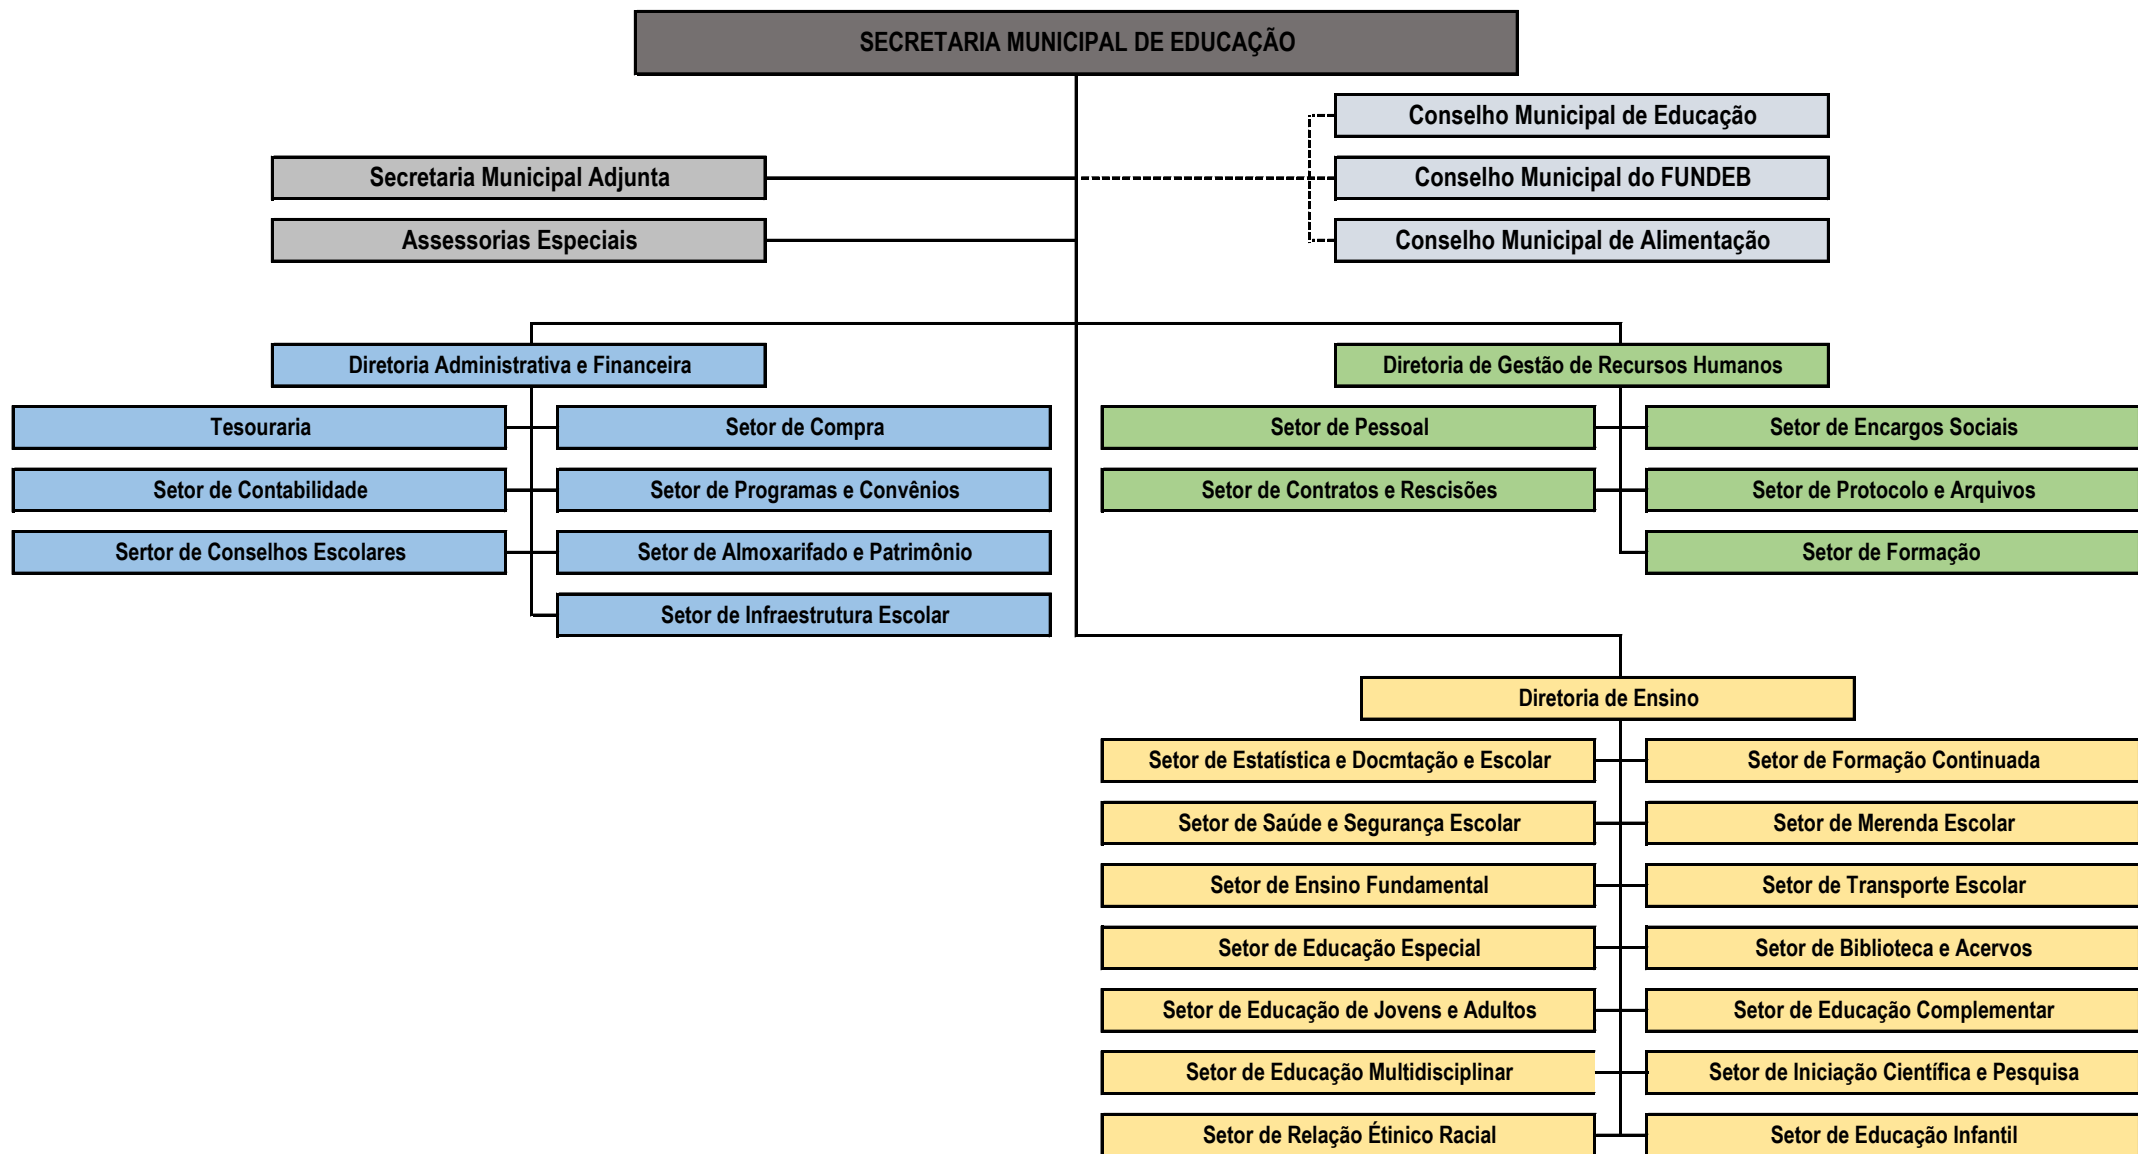 SECRETARIA MUNICIPAL DE EDUCAÇÃO
Conselho Municipal de Educação
Secretaria Municipal Adjunta
Conselho Municipal do FUNDEB
Assessorias Especiais
Conselho Municipal de Alimentação
Diretoria Administrativa e Financeira
Diretoria de Gestão de Recursos Humanos
Tesouraria
Setor de Compra
Setor de Pessoal
Setor de Encargos Sociais
Setor de Contabilidade
Setor de Programas e Convênios
Setor de Contratos e Rescisões
Setor de Protocolo e Arquivos
Sertor de Conselhos Escolares
Setor de Almoxarifado e Patrimônio
Setor de Formação
Setor de Infraestrutura Escolar
Diretoria de Ensino
Setor de Estatística e Docmtação e Escolar
Setor de Formação Continuada
Setor de Saúde e Segurança Escolar
Setor de Merenda Escolar
Setor de Ensino Fundamental
Setor de Transporte Escolar
Setor de Educação Especial
Setor de Biblioteca e Acervos
Setor de Educação de Jovens e Adultos
Setor de Educação Complementar
Setor de Educação Multidisciplinar
Setor de Iniciação Científica e Pesquisa
Setor de Relação Étinico Racial
Setor de Educação Infantil